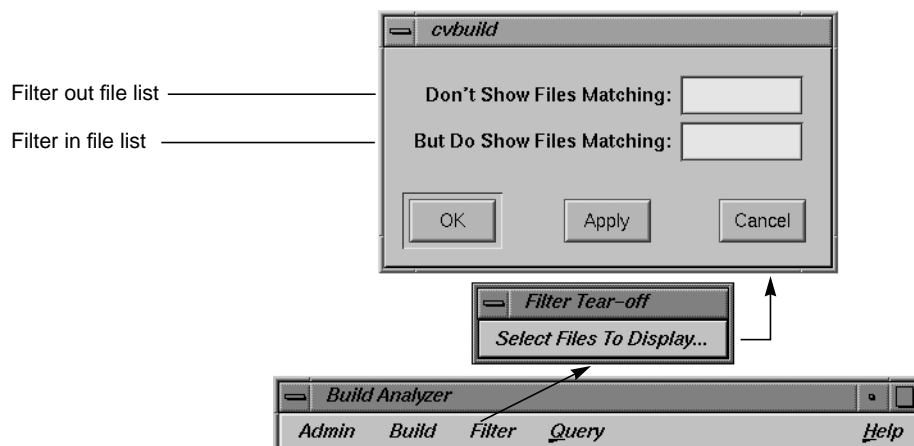 cvbuild
Filter out file list
Don't Show Files Matching:
Filter in file list
But Do Show Files Matching:
OK Apply Cancel
Filter Tear-off
Select Files To Display...
Build Analyzer
Admin Build Filter Query Help